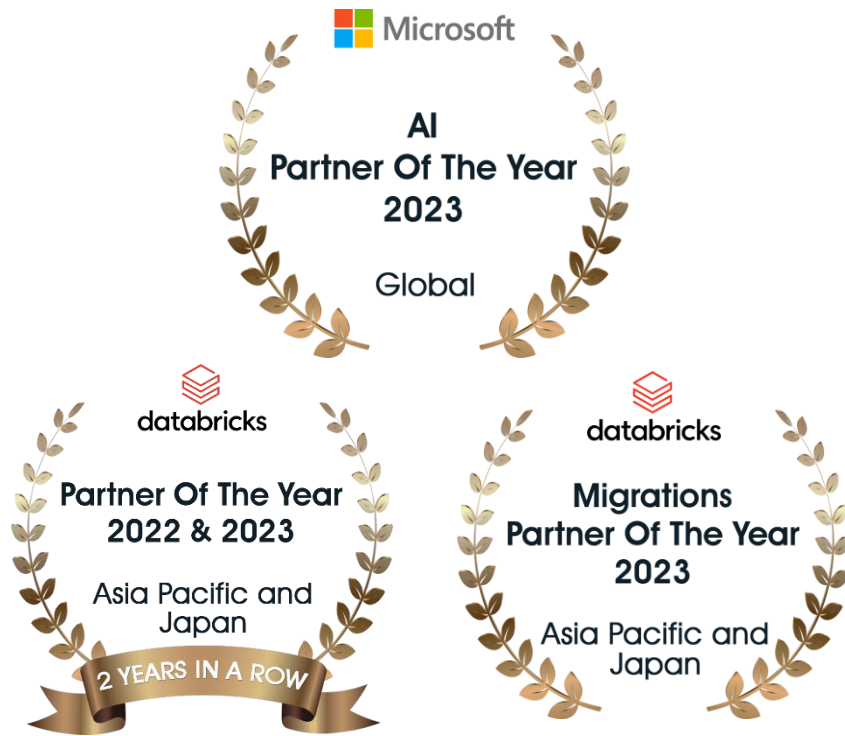 Microsoft
AI
Partner Of The Year
2023
Global
databricks
Partner Of The Year
2022 & 2023
Asia Pacific and
Japan
2 YEARS IN A ROW
databricks
Migrations
Partner Of The Year
2023
Asia Pacific and
Japan